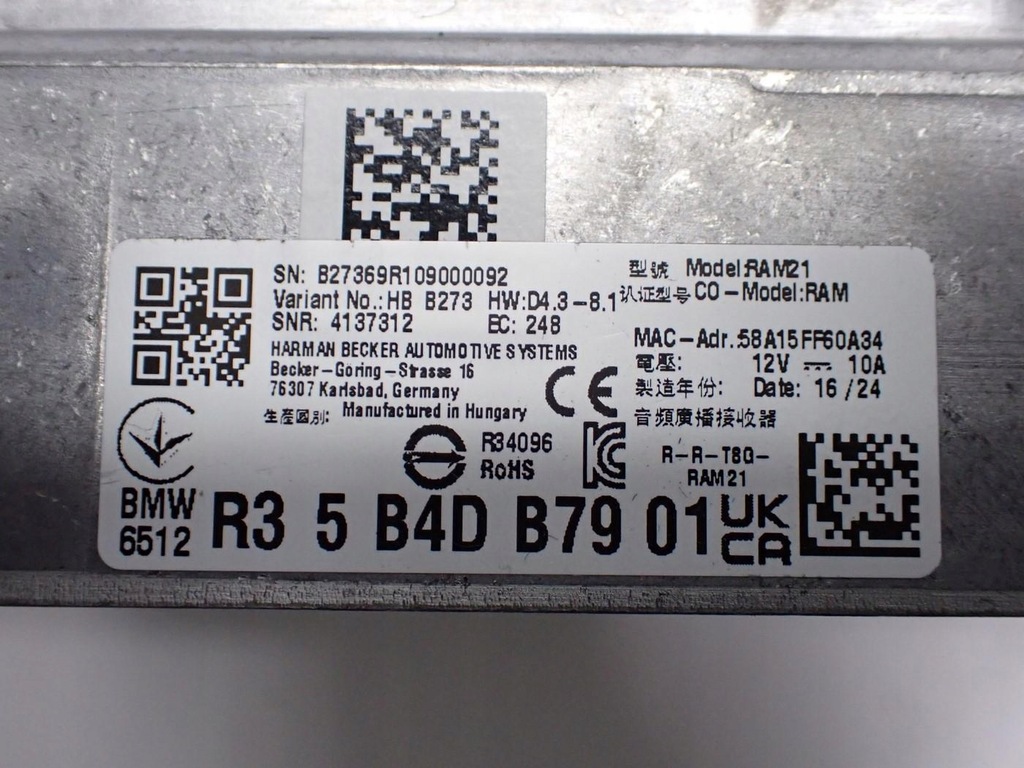 SN: B27369R109000092
Variant No.: HB B273 HW:D4.3-8.1
SNR: 4137312 EC: 248
HARMAN BECKER AUTOMOTIVE SYSTEMS
Becker-Goring-Strasse 16
76307 Karlsbad, Germany
生產國別: Manufactured in Hungary
型號 Model:RAM21
认证型号 CO-Model:RAM
MAC-Adr.:58A15FF60A34
電壓: 12V ⎓ 10A
製造年份: Date: 16/24
音頻廣播接收器
CE
R34096
RoHS
R-R-T8G-
RAM21
BMW
6512
R3 5 B4D B79 01
UK
CA